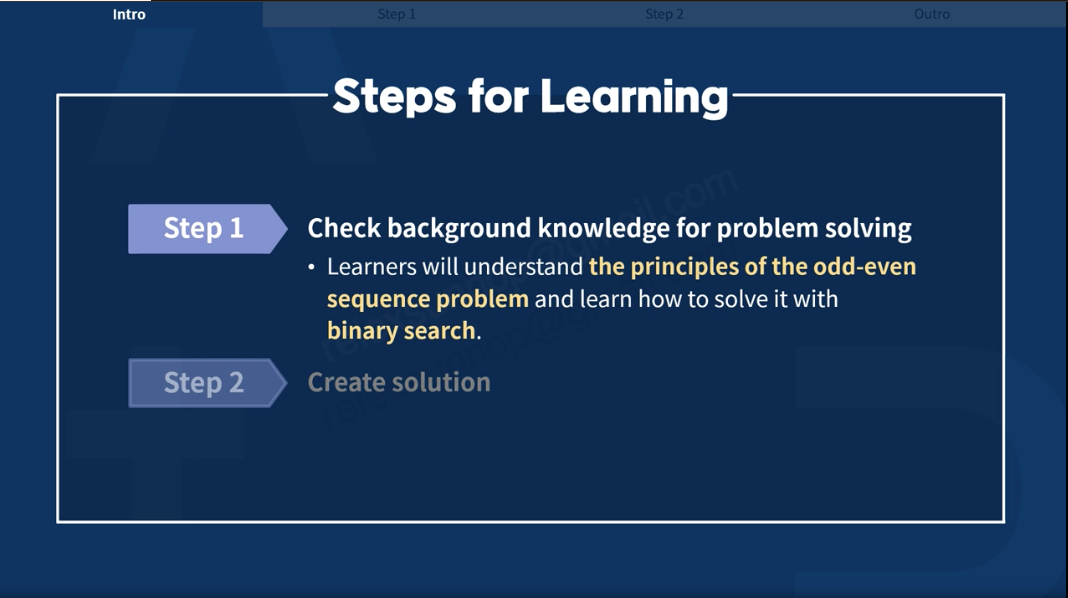 Intro
Step 1
Step 2
Outro
Steps for Learning
Step 1
Check background knowledge for problem solving
• Learners will understand the principles of the odd-even
sequence problem and learn how to solve it with
binary search.
Step 2
Create solution